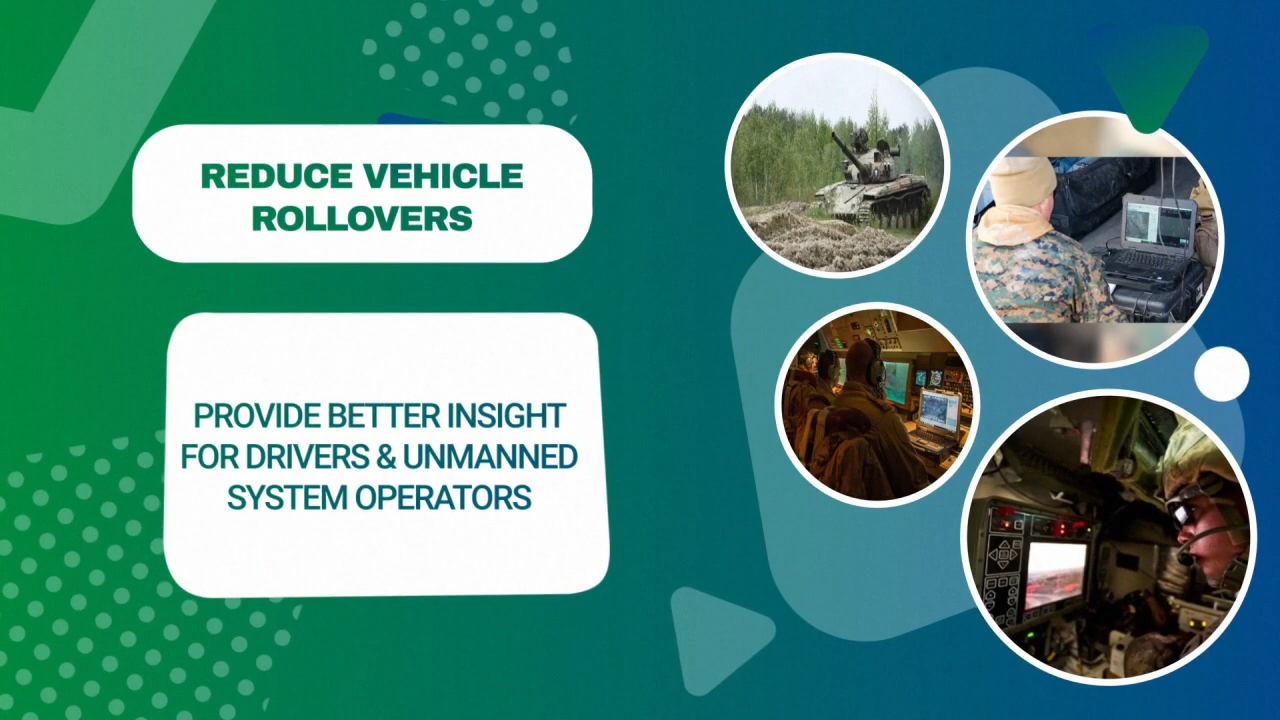 REDUCE VEHICLE
ROLLOVERS
PROVIDE BETTER INSIGHT
FOR DRIVERS & UNMANNED
SYSTEM OPERATORS